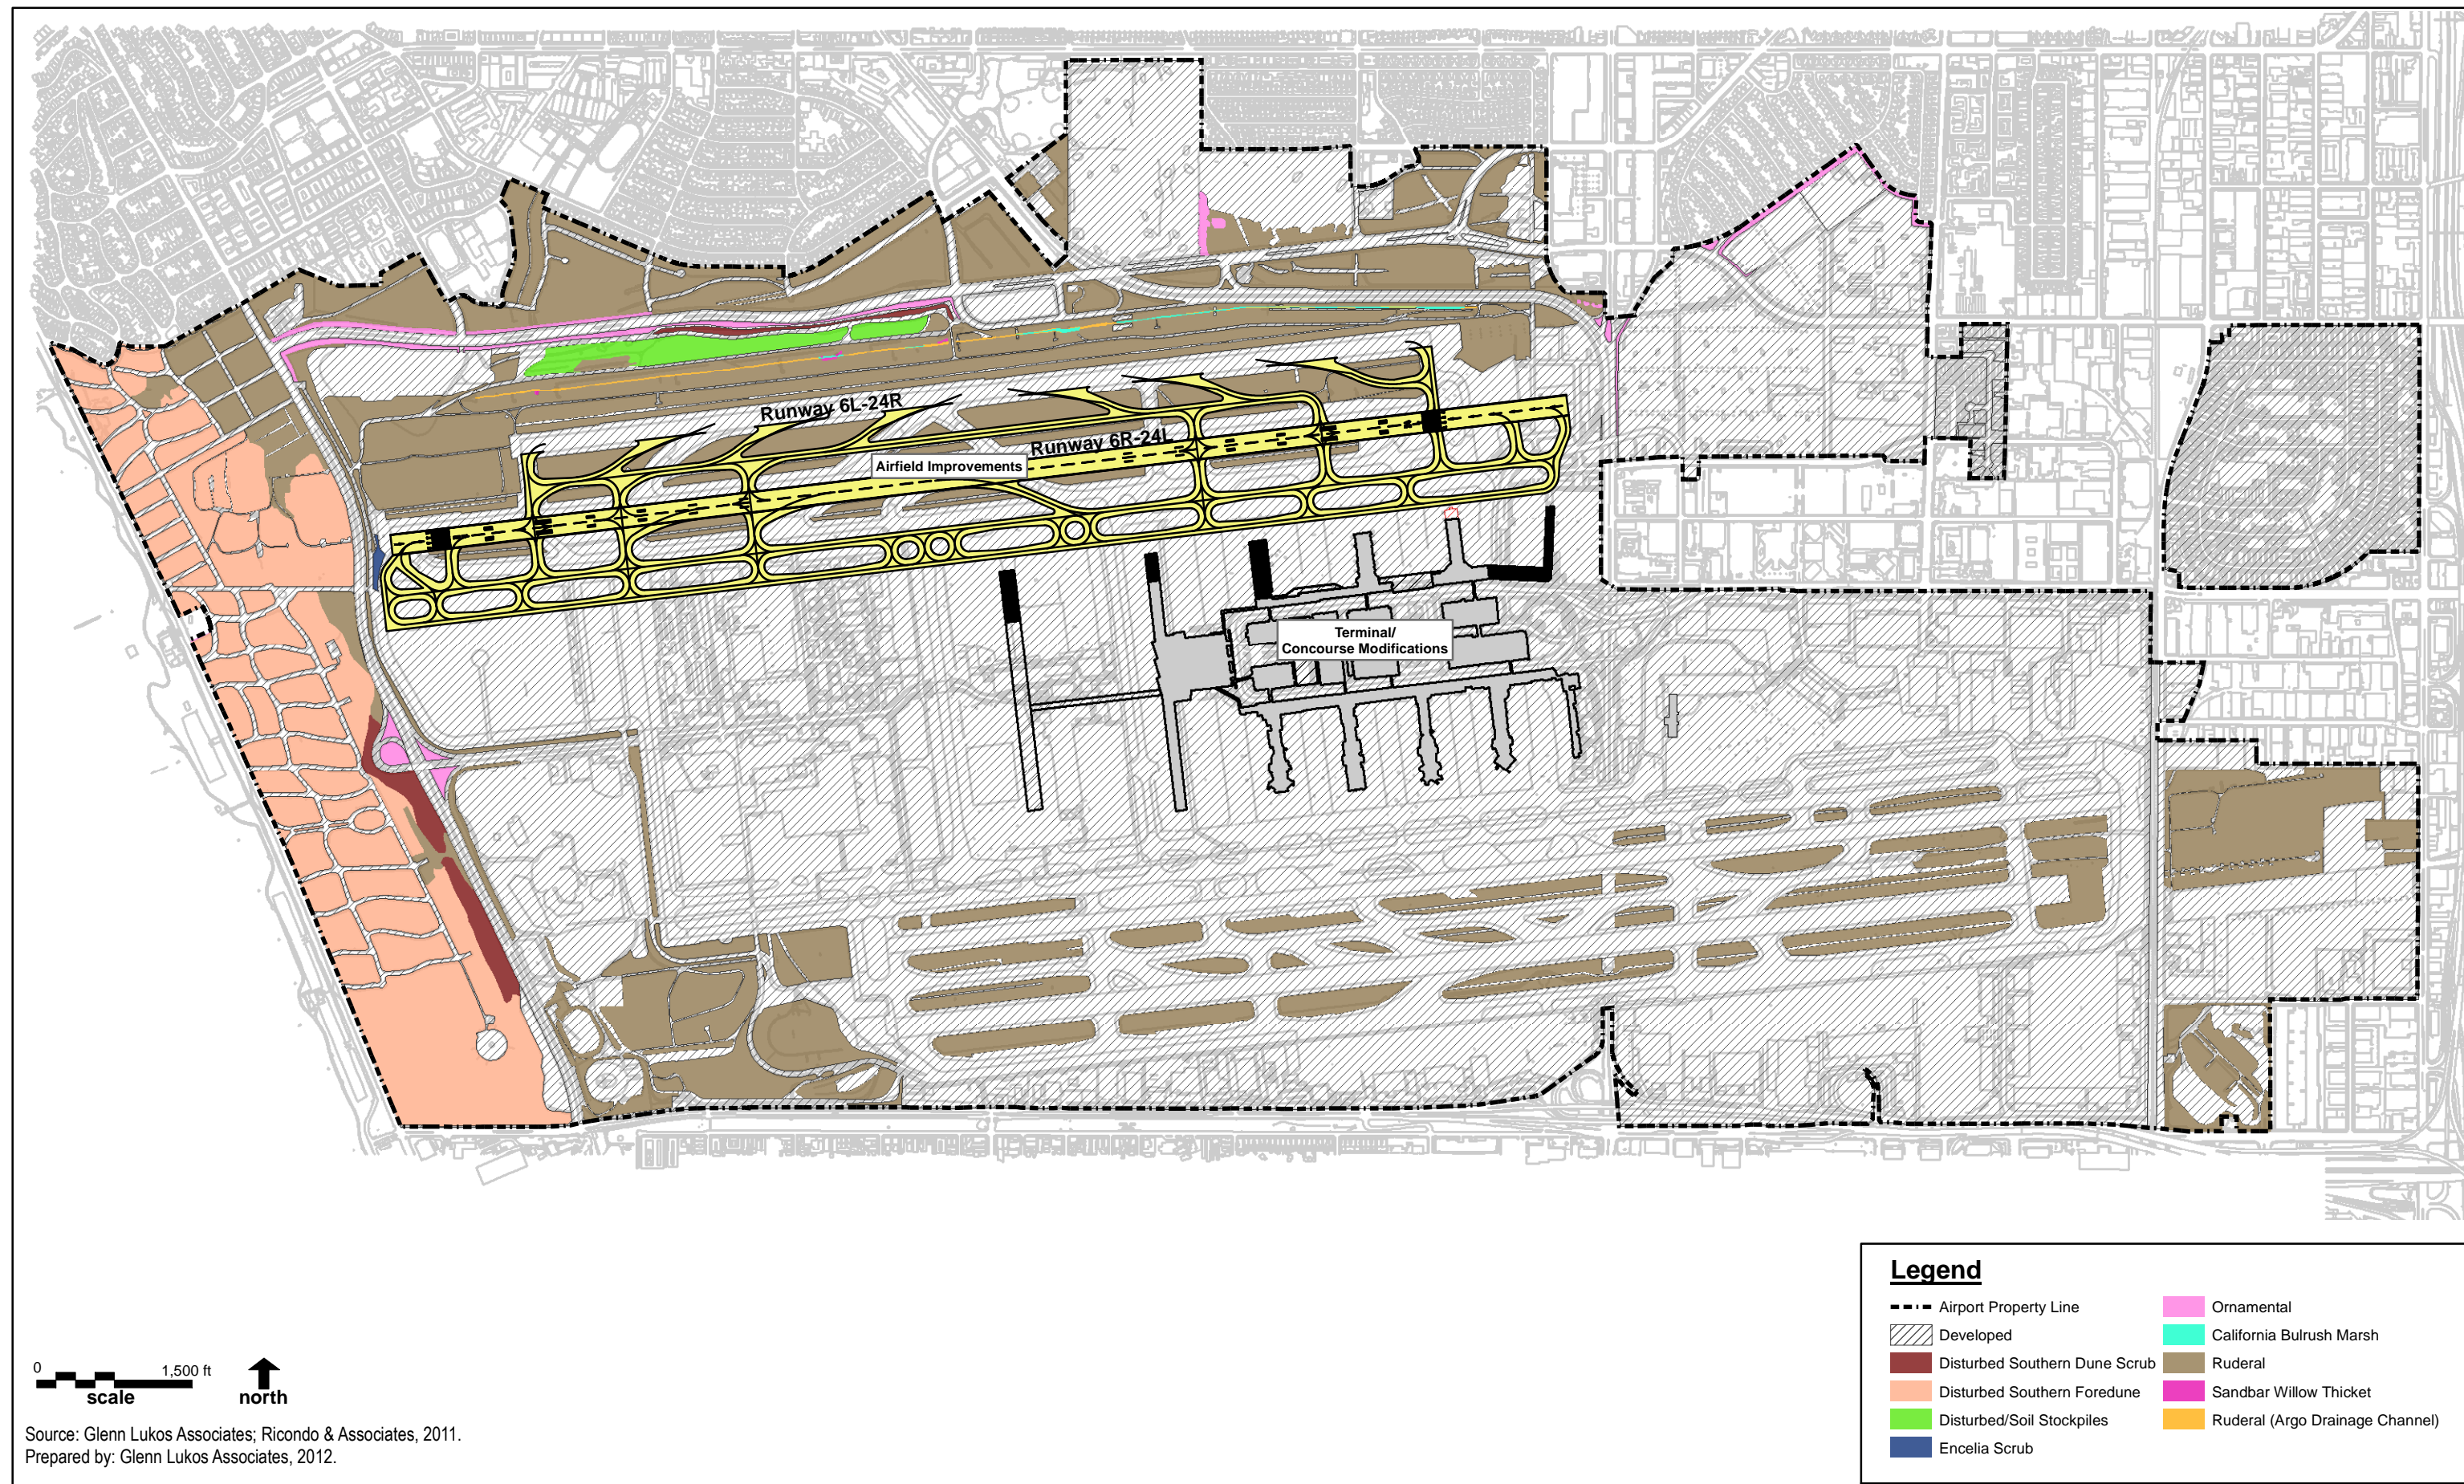 Runway 6L-24R
Runway 6R-24L
Airfield Improvements
Terminal/
Concourse Modifications
Legend
Airport Property Line
Developed
Disturbed Southern Dune Scrub
Disturbed Southern Foredune
Disturbed/Soil Stockpiles
Encelia Scrub
Ornamental
California Bulrush Marsh
Ruderal
Sandbar Willow Thicket
Ruderal (Argo Drainage Channel)
0 1,500 ft
scale
north
Source: Glenn Lukos Associates; Ricondo & Associates, 2011.
Prepared by: Glenn Lukos Associates, 2012.